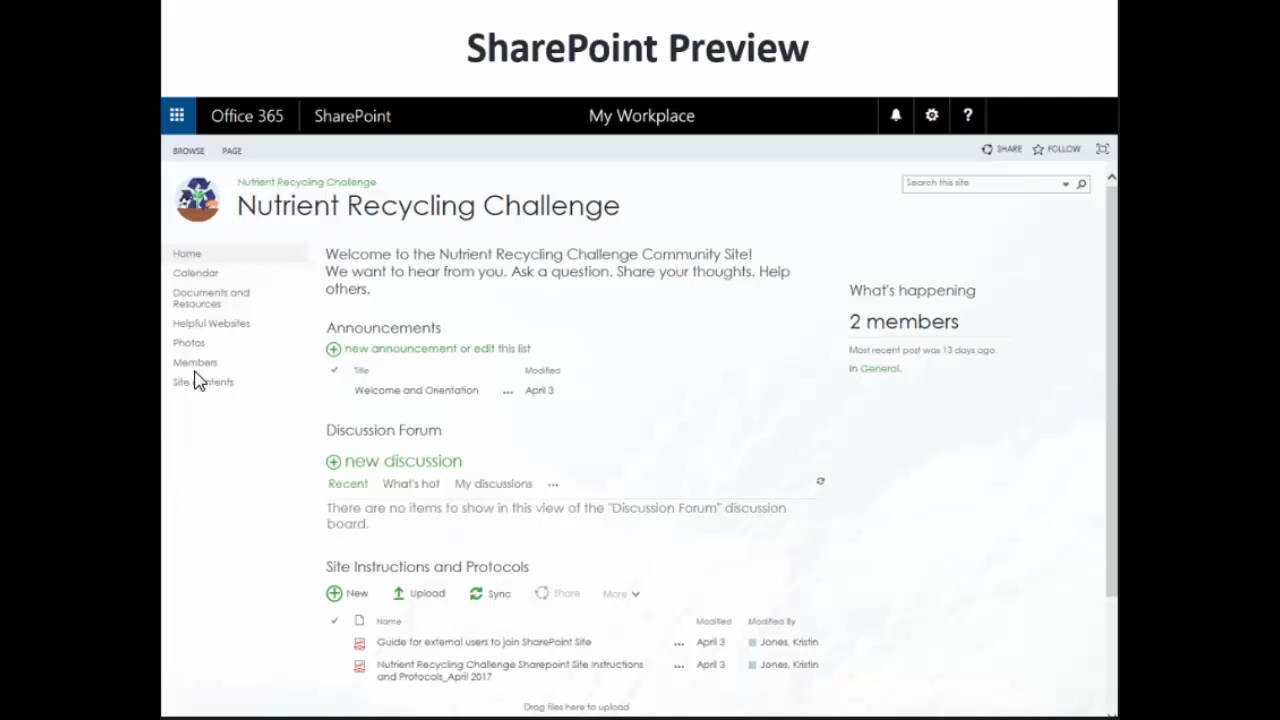 SharePoint Preview
Office 365 SharePoint My Workplace ?
BROWSE PAGE SHARE FOLLOW
Nutrient Recycling Challenge
Nutrient Recycling Challenge
Search this site
Home
Calendar
Documents and
Resources
Helpful Websites
Photos
Members
Site
Welcome to the Nutrient Recycling Challenge Community Site!
We want to hear from you. Ask a question. Share your thoughts. Help
others.
Announcements
new announcement or edit this list
Title Modified
Welcome and Orientation ... April 3
Discussion Forum
new discussion
Recent What's hot My discussions ...
There are no items to show in this view of the "Discussion Forum" discussion
board.
Site Instructions and Protocols
New Upload Sync Share More
Name Modified Modified By
Guide for external users to join SharePoint Site ... April 3 Jones, Kristin
Nutrient Recycling Challenge Sharepoint Site Instructions ... April 3 Jones, Kristin
and Protocols_April 2017
Drag files here to upload
What's happening
2 members
Most recent post was 13 days ago.
in General.